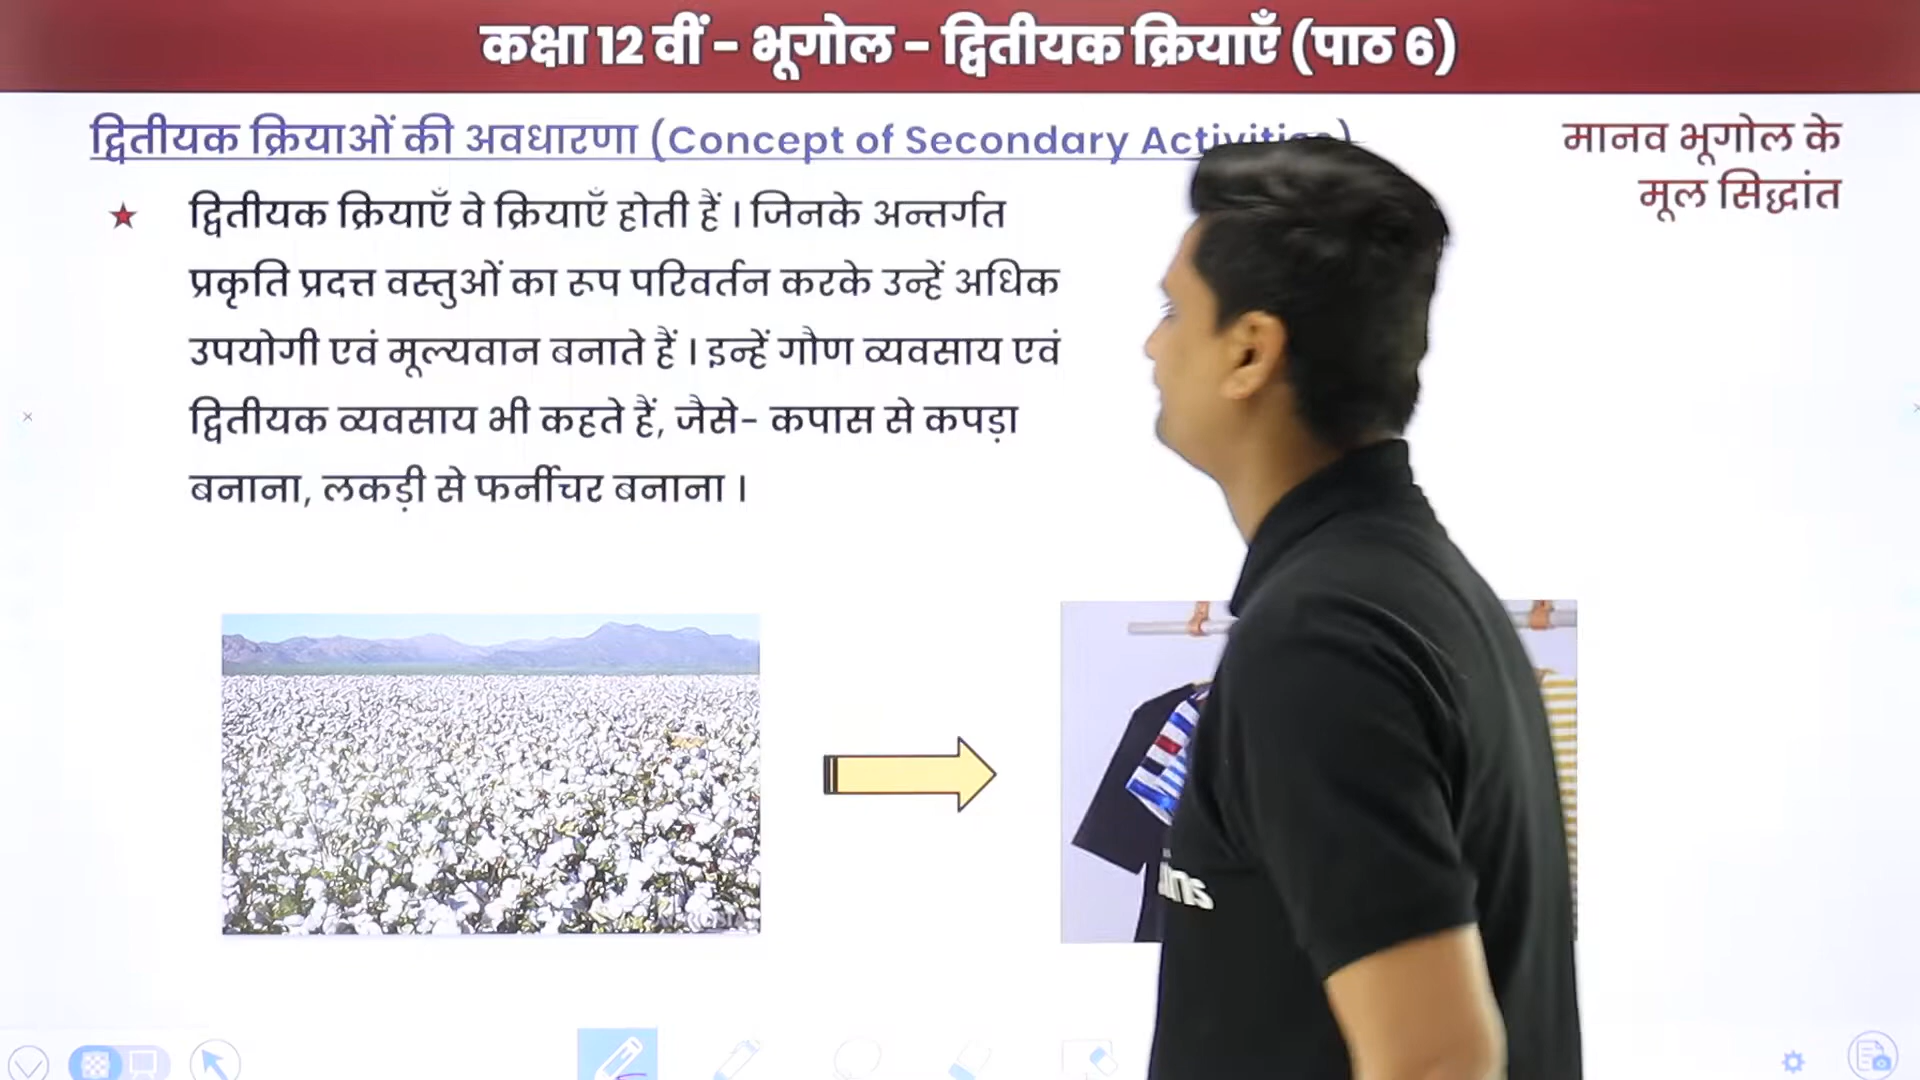 कक्षा 12 वीं - भूगोल - द्वितीयक क्रियाएँ (पाठ 6)
द्वितीयक क्रियाओं की अवधारणा (Concept of Secondary
मानव भूगोल के
मूल सिद्धांत
★ द्वितीयक क्रियाएँ वे क्रियाएँ होती हैं । जिनके अन्तर्गत
प्रकृति प्रदत्त वस्तुओं का रूप परिवर्तन करके उन्हें अधिक
उपयोगी एवं मूल्यवान बनाते हैं । इन्हें गौण व्यवसाय एवं
द्वितीयक व्यवसाय भी कहते हैं, जैसे- कपास से कपड़ा
बनाना, लकड़ी से फर्नीचर बनाना ।